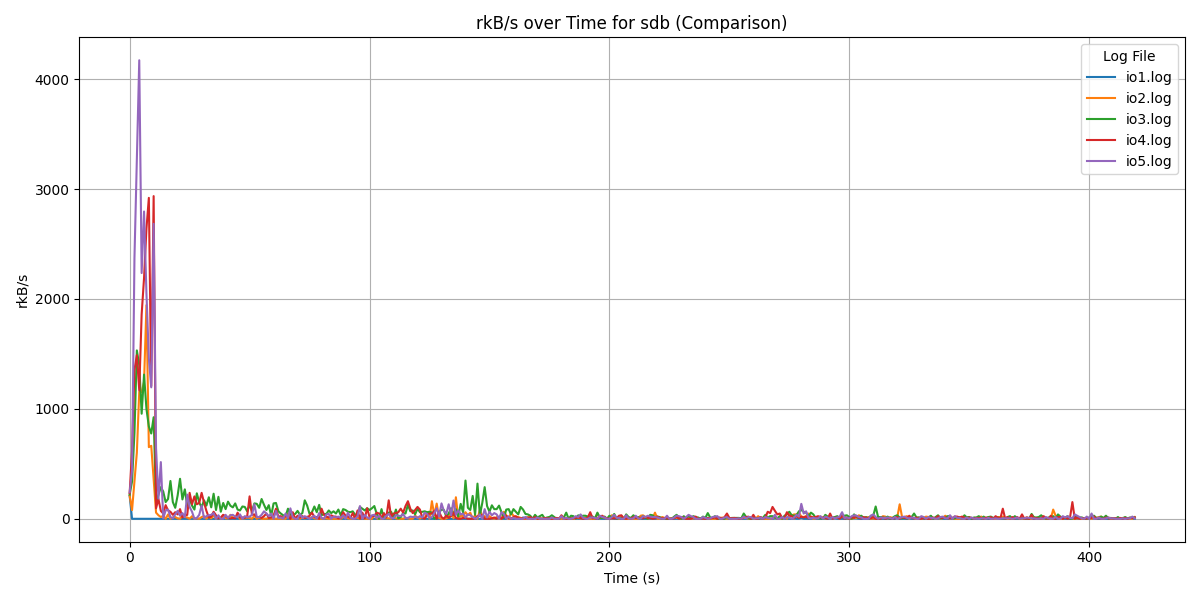 rkB/s over Time for sdb (Comparison)
Log File
io1.log
io2.log
io3.log
io4.log
io5.log
rkB/s
4000
3000
2000
1000
0
0 100 200 300 400
Time (s)